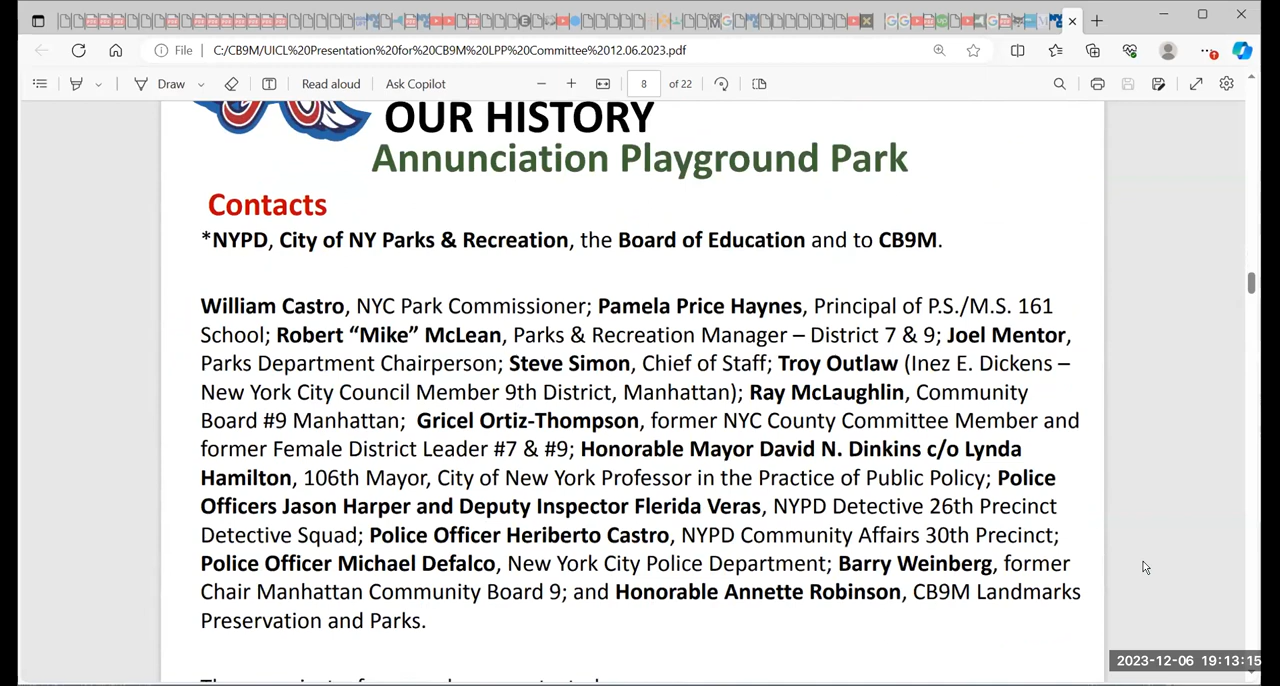 File C:/CB9M/UICL%20Presentation%20for%20CB9M%20LPP%20Committee%2012.06.2023.pdf
Draw Read aloud Ask Copilot 8 of 22
OUR HISTORY
Annunciation Playground Park
Contacts
*NYPD, City of NY Parks & Recreation, the Board of Education and to CB9M.
William Castro, NYC Park Commissioner; Pamela Price Haynes, Principal of P.S./M.S. 161
School; Robert “Mike” McLean, Parks & Recreation Manager – District 7 & 9; Joel Mentor,
Parks Department Chairperson; Steve Simon, Chief of Staff; Troy Outlaw (Inez E. Dickens –
New York City Council Member 9th District, Manhattan); Ray McLaughlin, Community
Board #9 Manhattan; Gricel Ortiz-Thompson, former NYC County Committee Member and
former Female District Leader #7 & #9; Honorable Mayor David N. Dinkins c/o Lynda
Hamilton, 106th Mayor, City of New York Professor in the Practice of Public Policy; Police
Officers Jason Harper and Deputy Inspector Flerida Veras, NYPD Detective 26th Precinct
Detective Squad; Police Officer Heriberto Castro, NYPD Community Affairs 30th Precinct;
Police Officer Michael Defalco, New York City Police Department; Barry Weinberg, former
Chair Manhattan Community Board 9; and Honorable Annette Robinson, CB9M Landmarks
Preservation and Parks.
2023-12-06 19:13:15